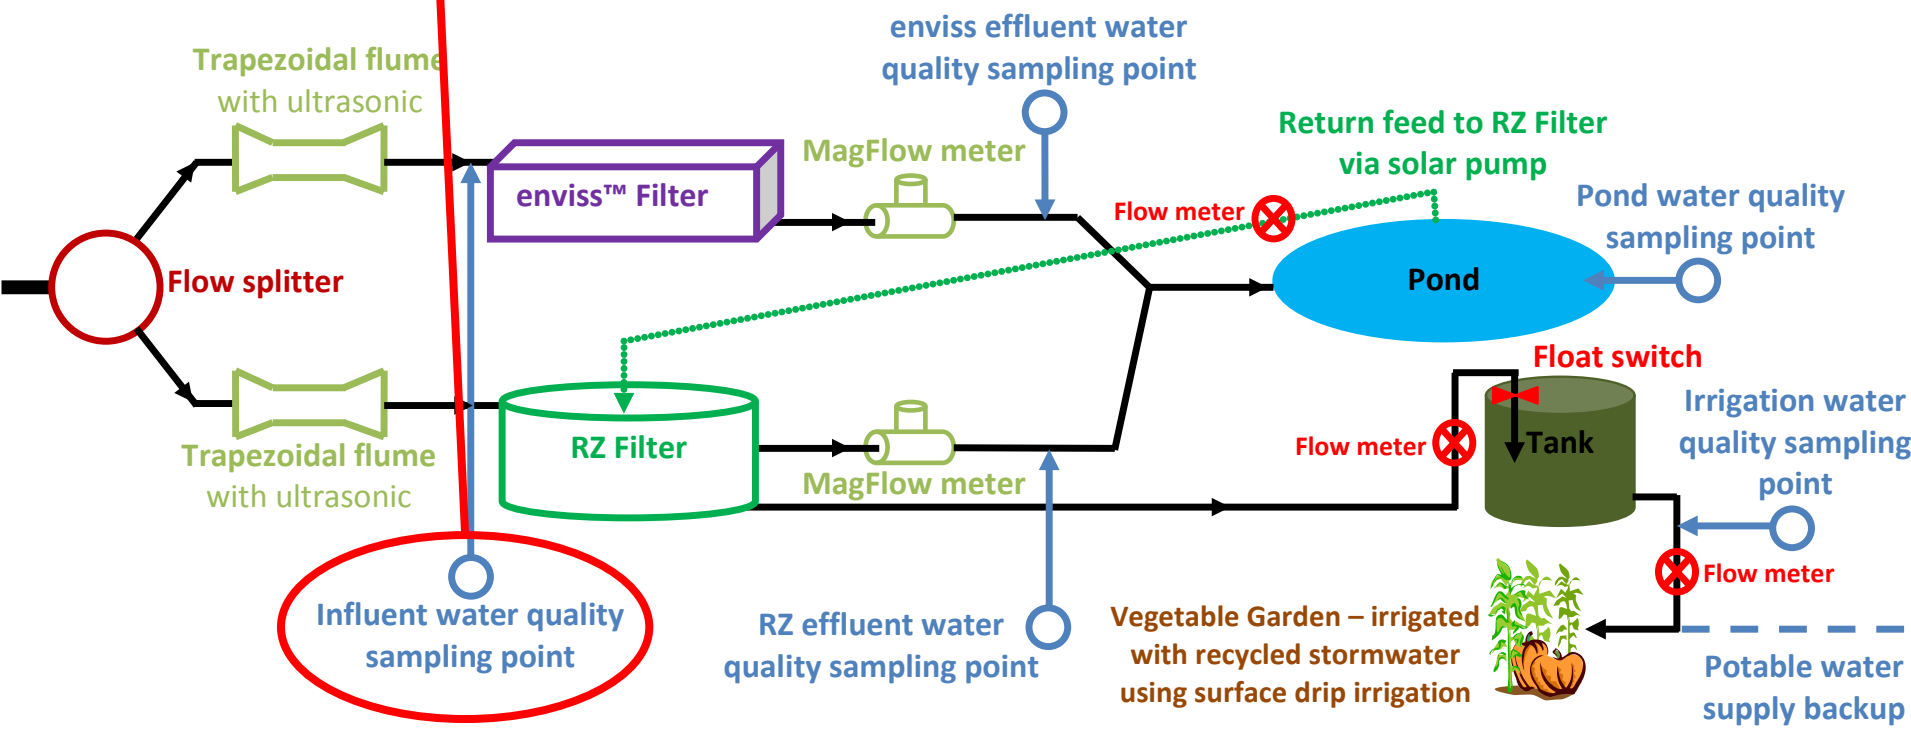 enviss effluent water
quality sampling point
Trapezoidal flume
with ultrasonic
MagFlow meter
Return feed to RZ Filter
via solar pump
enviss™ Filter
Flow meter
Pond water quality
sampling point
Flow splitter
Pond
Float switch
Trapezoidal flume
with ultrasonic
RZ Filter
MagFlow meter
Flow meter
Tank
Irrigation water
quality sampling
point
Flow meter
Influent water quality
sampling point
RZ effluent water
quality sampling point
Vegetable Garden – irrigated
with recycled stormwater
using surface drip irrigation
Potable water
supply backup